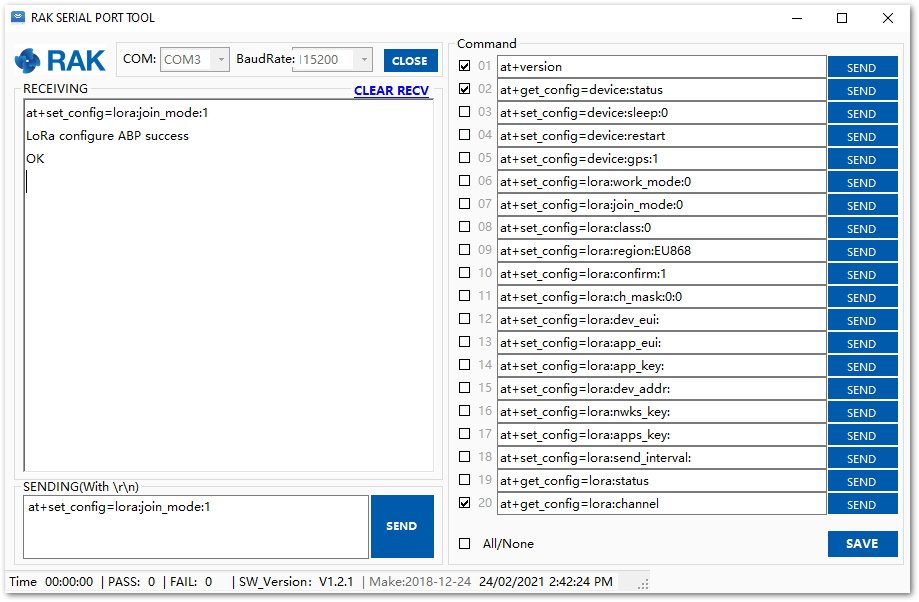 RAK SERIAL PORT TOOL
RAK
COM: COM3 BaudRate: 115200 CLOSE
RECEIVING
CLEAR RECV
at+set_config=lora:join_mode:1
LoRa configure ABP success
OK
SENDING(With \r\n)
at+set_config=lora:join_mode:1
SEND
Command
01 at+version SEND
02 at+get_config=device:status SEND
03 at+set_config=device:sleep:0 SEND
04 at+set_config=device:restart SEND
05 at+set_config=device:gps:1 SEND
06 at+set_config=lora:work_mode:0 SEND
07 at+set_config=lora:join_mode:0 SEND
08 at+set_config=lora:class:0 SEND
09 at+set_config=lora:region:EU868 SEND
10 at+set_config=lora:confirm:1 SEND
11 at+set_config=lora:ch_mask:0:0 SEND
12 at+set_config=lora:dev_eui: SEND
13 at+set_config=lora:app_eui: SEND
14 at+set_config=lora:app_key: SEND
15 at+set_config=lora:dev_addr: SEND
16 at+set_config=lora:nwks_key: SEND
17 at+set_config=lora:apps_key: SEND
18 at+set_config=lora:send_interval: SEND
19 at+get_config=lora:status SEND
20 at+get_config=lora:channel SEND
All/None SAVE
Time 00:00:00 | PASS: 0 | FAIL: 0 | SW_Version: V1.2.1 | Make:2018-12-24 24/02/2021 2:42:24 PM